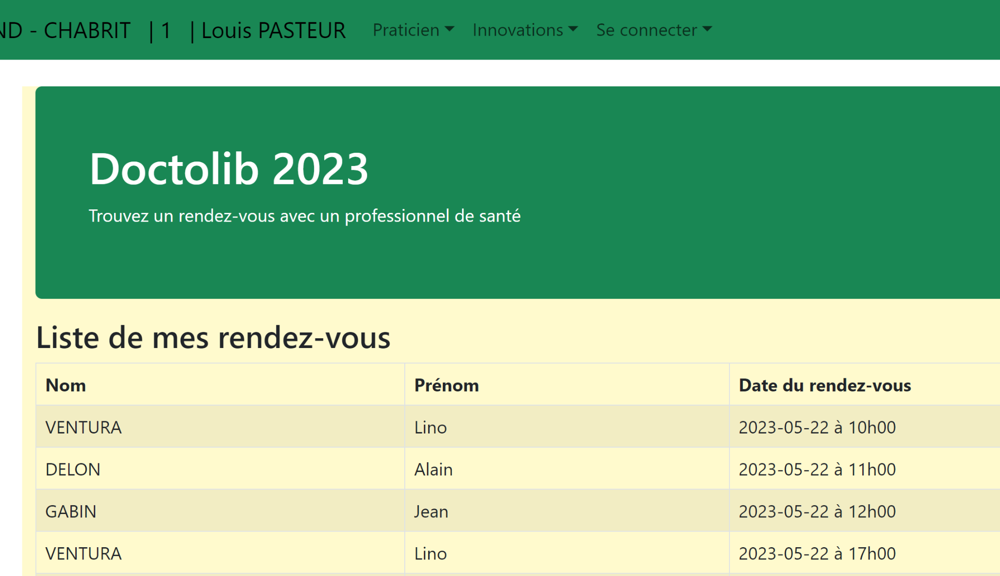 ND - CHABRIT | 1 | Louis PASTEUR Praticien Innovations Se connecter
Doctolib 2023
Trouvez un rendez-vous avec un professionnel de santé
Liste de mes rendez-vous
Nom Prénom Date du rendez-vous
VENTURA Lino 2023-05-22 à 10h00
DELON Alain 2023-05-22 à 11h00
GABIN Jean 2023-05-22 à 12h00
VENTURA Lino 2023-05-22 à 17h00